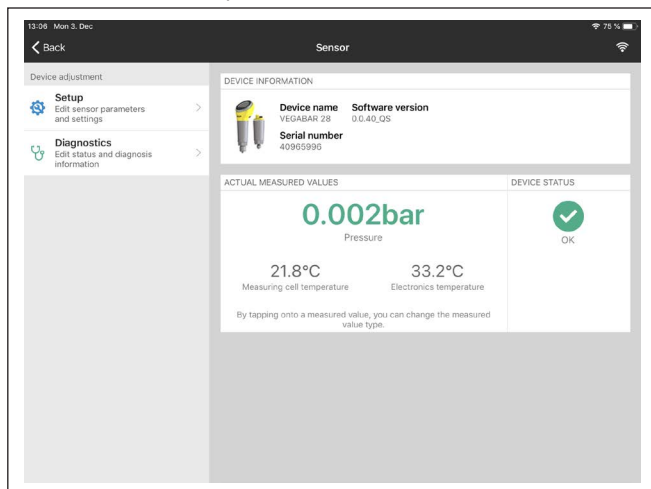 13:06 Mon 3. Dec
75 %
Back
Sensor
Device adjustment
Setup
Edit sensor parameters
and settings
Diagnostics
Edit status and diagnosis
information
DEVICE INFORMATION
Device name Software version
VEGABAR 28 0.0.40_QS
Serial number
40965996
ACTUAL MEASURED VALUES
DEVICE STATUS
0.002bar
Pressure
OK
21.8°C 33.2°C
Measuring cell temperature Electronics temperature
By tapping onto a measured value, you can change the measured
value type.